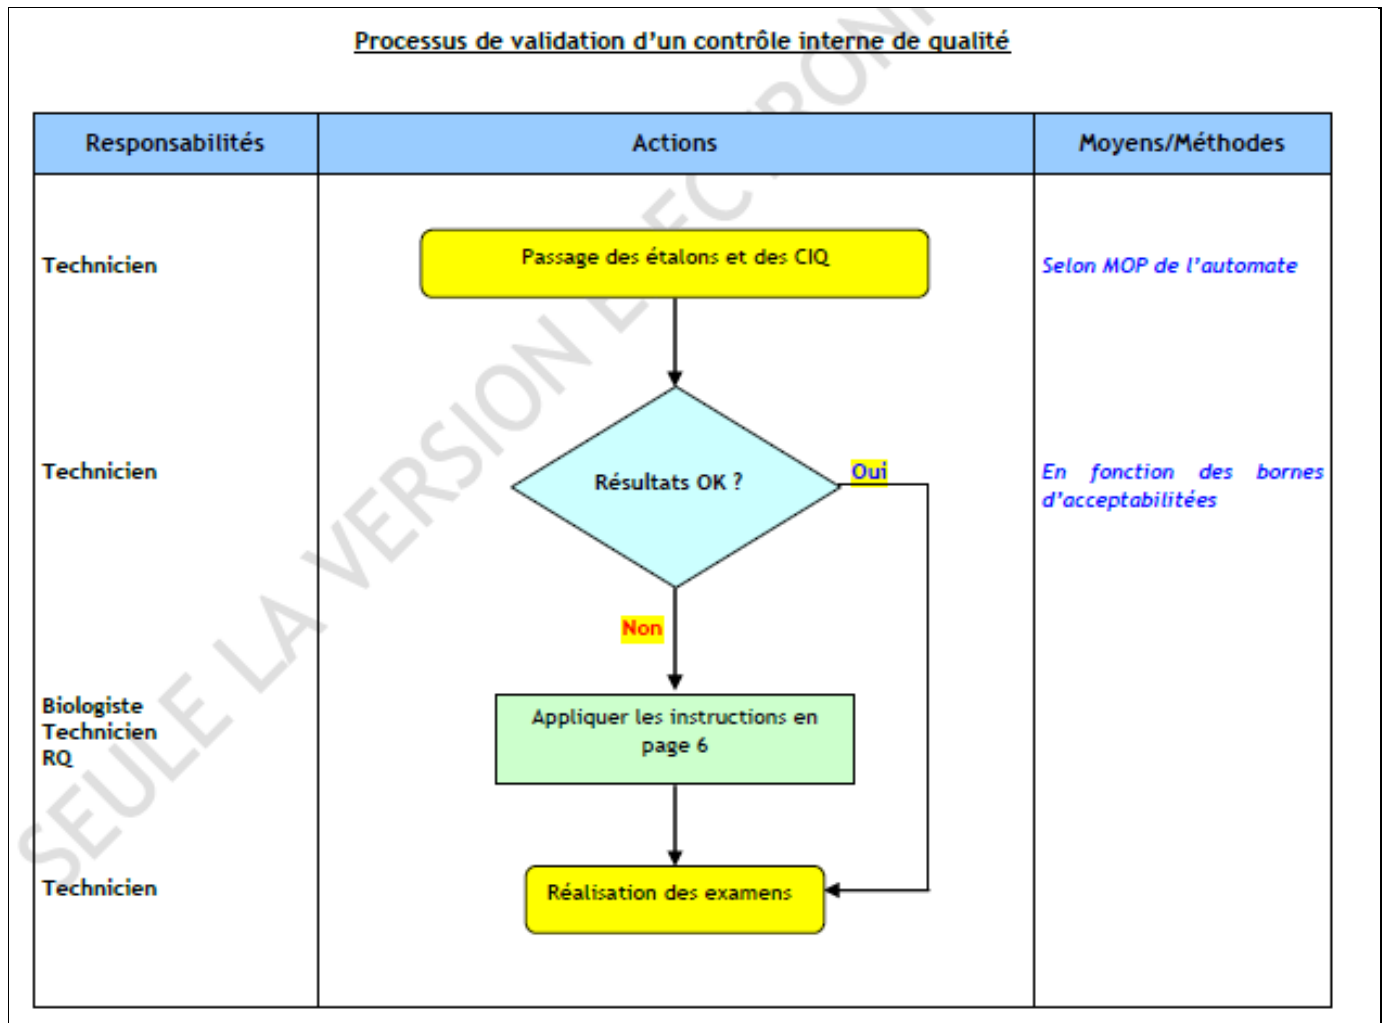 Processus de validation d'un contrôle interne de qualité
Responsabilités
Actions
Moyens/Méthodes
Technicien
Passage des étalons et des CIQ
Selon MOP de l'automate
Technicien
Résultats OK ?
Oui
En fonction des bornes
d'acceptabilitées
Non
Biologiste
Technicien
RQ
Appliquer les instructions en
page 6
Technicien
Réalisation des examens
SEULE LA VERSION